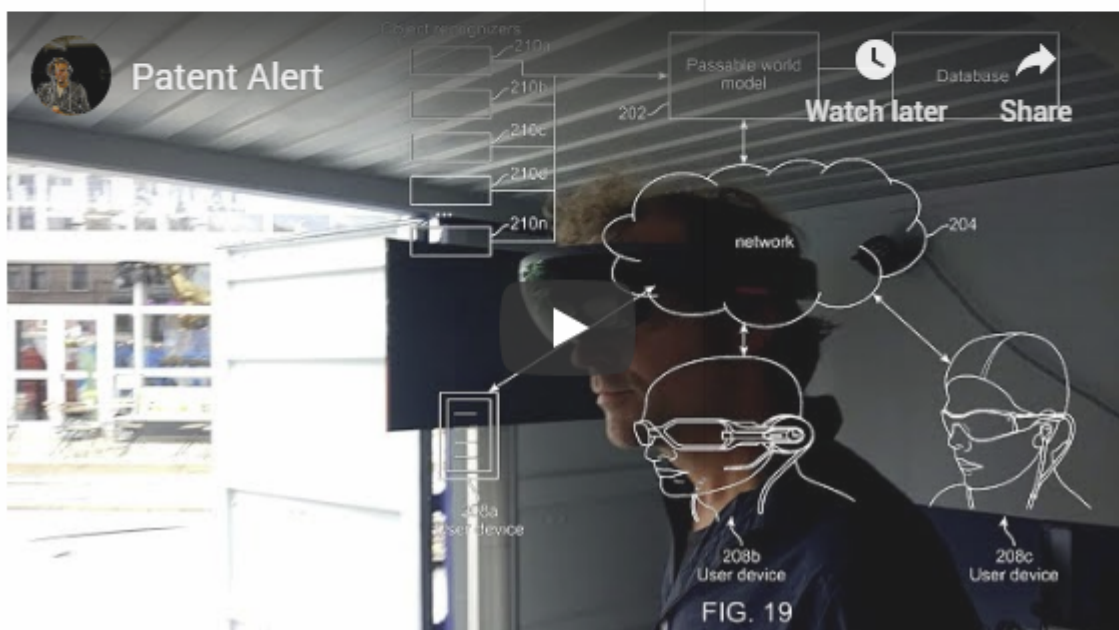 Object recognizers
210a
Patent Alert
210b
210c
210d
210n
Passable world
model
202
Database
Watch later
Share
network
204
208a
User device
208b
User device
208c
User device
FIG. 19